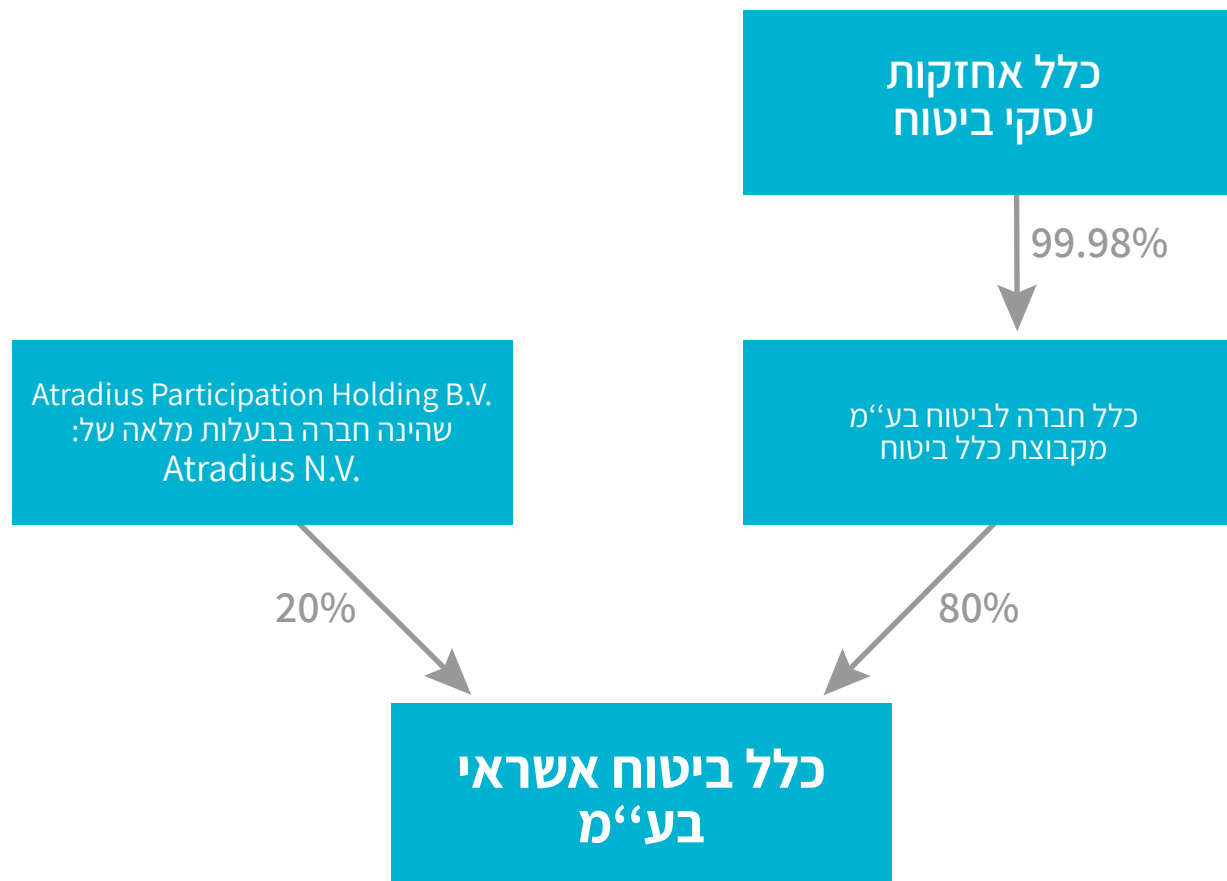 כלל אחזקות
עסקי ביטוח
99.98%
Atradius Participation Holding B.V.
שהינה חברה בבעלות מלאה של:
Atradius N.V.
כלל חברה לביטוח בע‘‘מ
מקבוצת כלל ביטוח
20%
80%
כלל ביטוח אשראי
בע‘‘מ